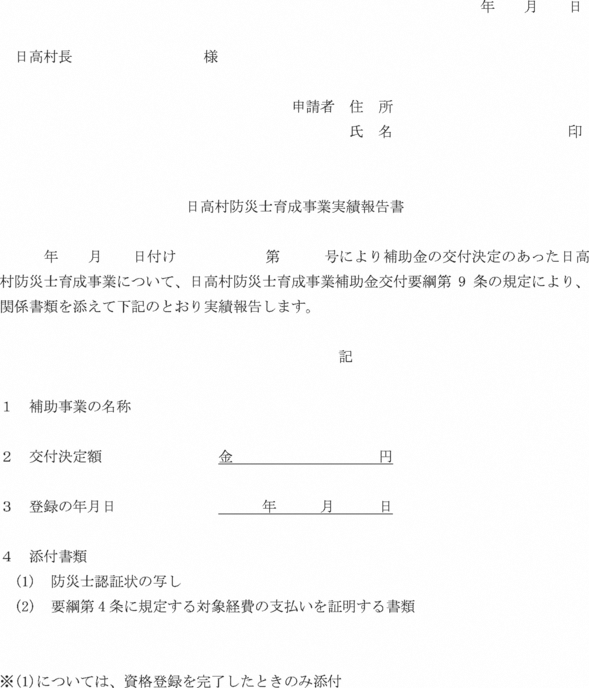 年　　月　　日
日高村長　　　　　　　　　様
申請者　住　所
氏　名　　　　　　　　　　　　印
日高村防災士育成事業実績報告書
年　　月　　日付け　　　　　　第　　　号により補助金の交付決定のあった日高
村防災士育成事業について、日高村防災士育成事業補助金交付要綱第 9 条の規定により、
関係書類を添えて下記のとおり実績報告します。
記
1　補助事業の名称
2　交付決定額　　　　　　　　金　　　　　　　　　　円
3　登録の年月日　　　　　　　　　　年　　　月　　　日
4　添付書類
(1)　防災士認証状の写し
(2)　要綱第4条に規定する対象経費の支払いを証明する書類
※(1)については、資格登録を完了したときのみ添付